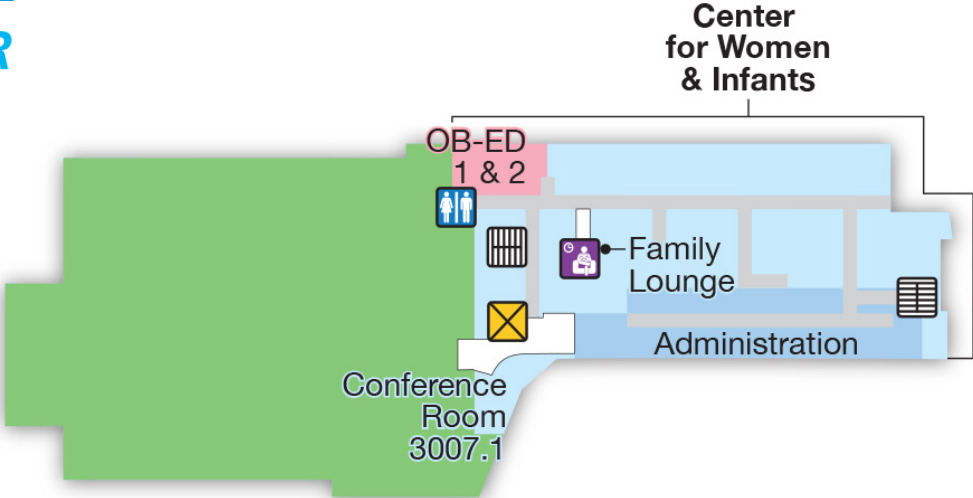 R
Center
for Women
& Infants
OB-ED
1 & 2
Family
Lounge
Administration
Conference
Room
3007.1